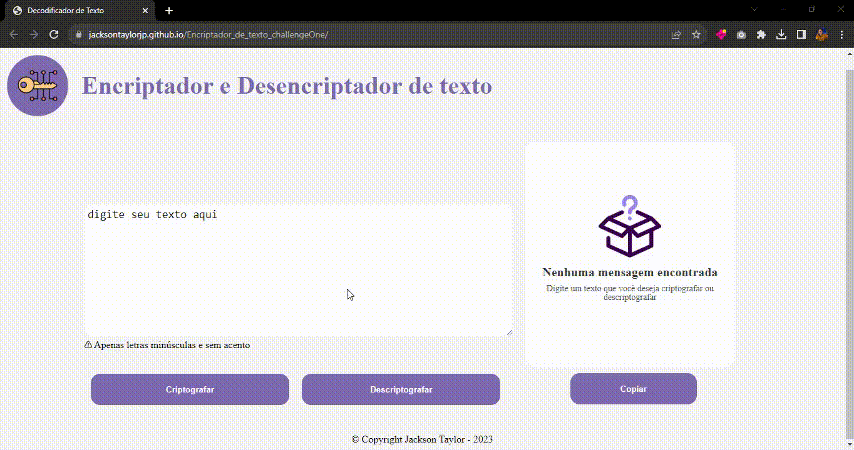 Decodificador de Texto
jacksontaylorjp.github.io/Encriptador_de_texto_challengeOne/
Encriptador e Desencriptador de texto
digite seu texto aqui
Apenas letras minúsculas e sem acento
Criptografar
Descriptografar
Nenhuma mensagem encontrada
Digite um texto que você deseja criptografar ou
descriptografar
Copiar
© Copyright Jackson Taylor - 2023